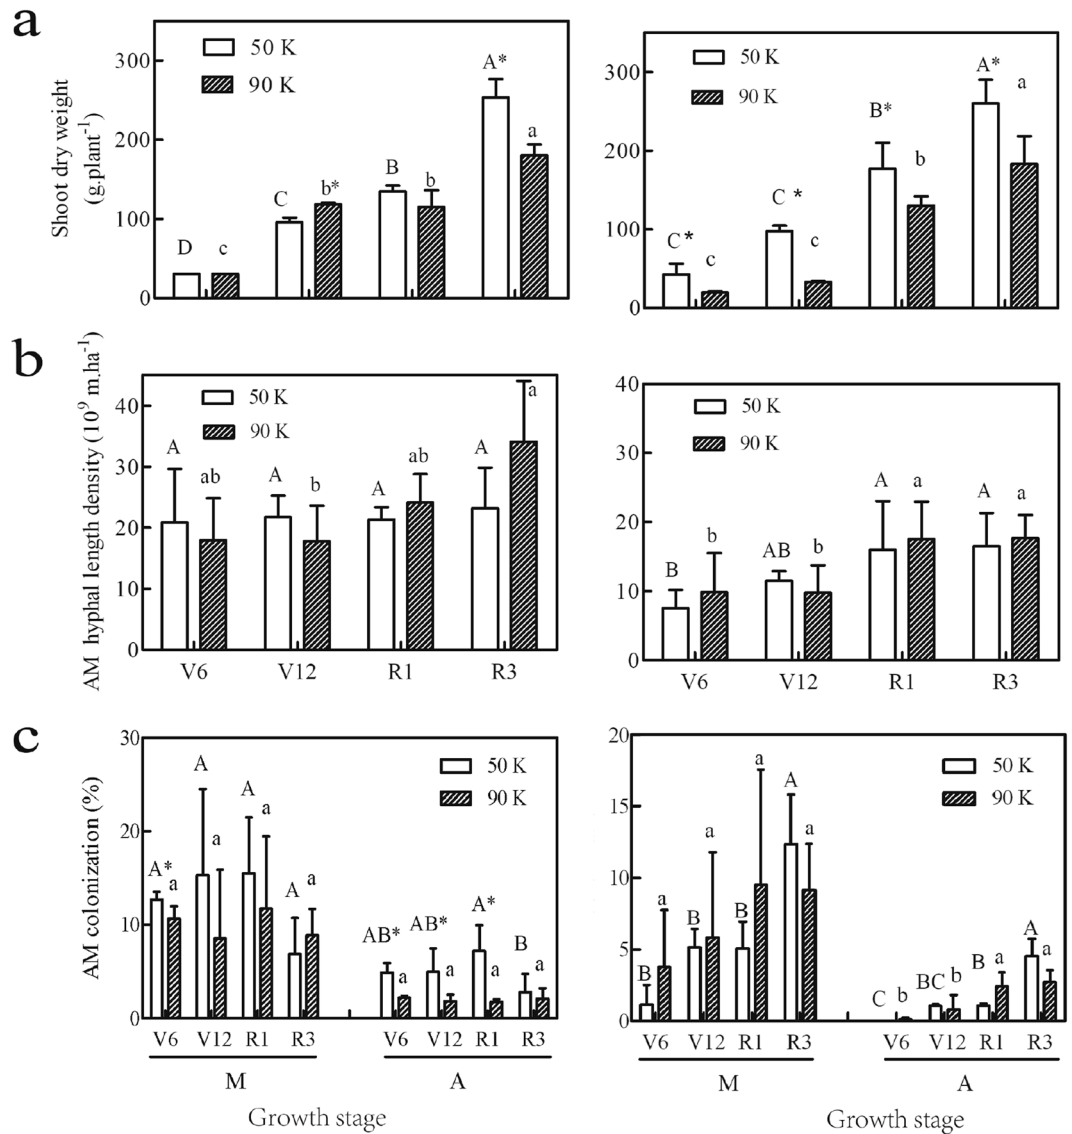 a
Shoot dry weight
(g.plant-1)
300
200
100
0
50 K
90 K
D
c
C
b*
B
b
A*
a
300
200
100
0
50 K
90 K
C*
c
C *
c
B*
b
A*
a
b
AM hyphal length density (10^9 m.ha-1)
40
30
20
10
0
50 K
90 K
A
ab
A
b
A
ab
A
a
V6 V12 R1 R3
40
30
20
10
0
50 K
90 K
B
b
AB
b
A
a
A
a
V6 V12 R1 R3
c
AM colonization (%)
30
20
10
0
50 K
90 K
A*
a
A
a
A
a
A
a
AB*
a
AB*
a
A*
a
B
a
V6 V12 R1 R3 V6 V12 R1 R3
M A
Growth stage
20
15
10
5
0
50 K
90 K
B
a
B
a
B
a
A
a
C
b
BC
b
B
a
A
a
V6 V12 R1 R3 V6 V12 R1 R3
M A
Growth stage